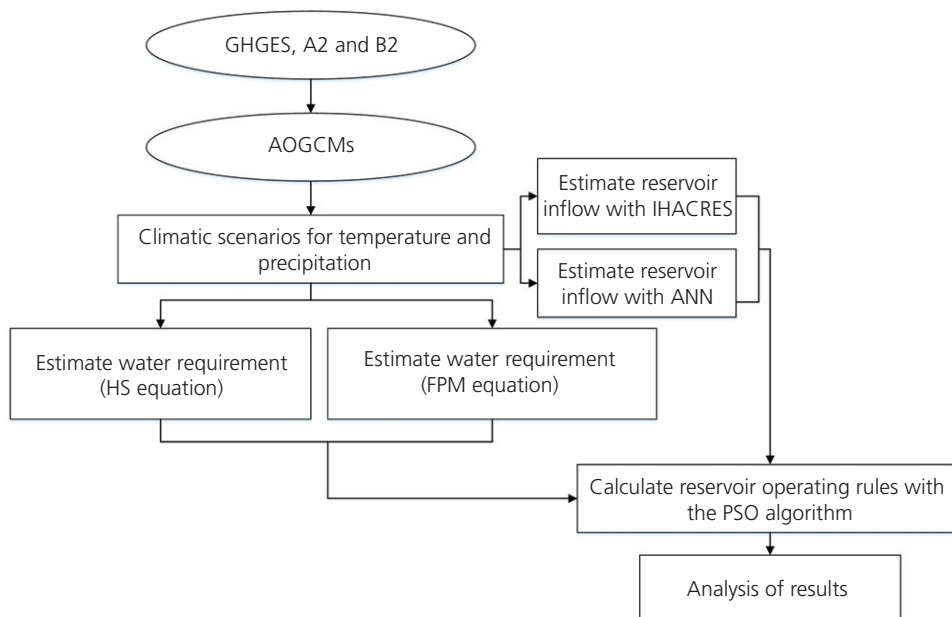 GHGES, A2 and B2
AOGCMs
Climatic scenarios for temperature and
precipitation
Estimate reservoir
inflow with IHACRES
Estimate reservoir
inflow with ANN
Estimate water requirement
(HS equation)
Estimate water requirement
(FPM equation)
Calculate reservoir operating rules with
the PSO algorithm
Analysis of results